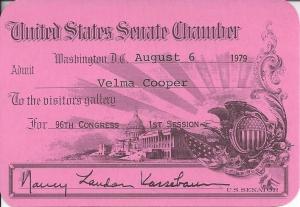 United States Senate Chamber
Washington D.C. August 6 1979
Admit
Velma Cooper
To the visitors gallery
For 96TH Congress 1ST Session
Nancy Landon Kassebaum
U.S. SENATOR